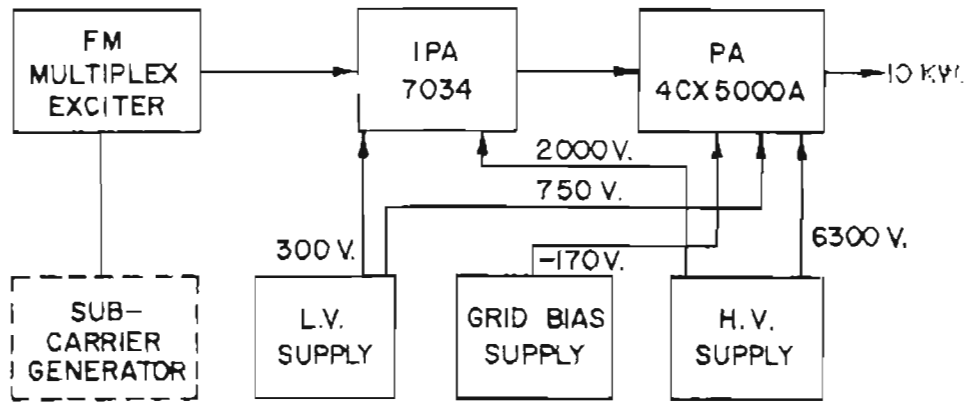 FM
MULTIPLEX
EXCITER
IPA
7034
PA
4CX5000A
10 KW.
2000 V.
750 V.
300 V.
-170V.
6300 V.
SUB-
CARRIER
GENERATOR
L.V.
SUPPLY
GRID BIAS
SUPPLY
H.V.
SUPPLY